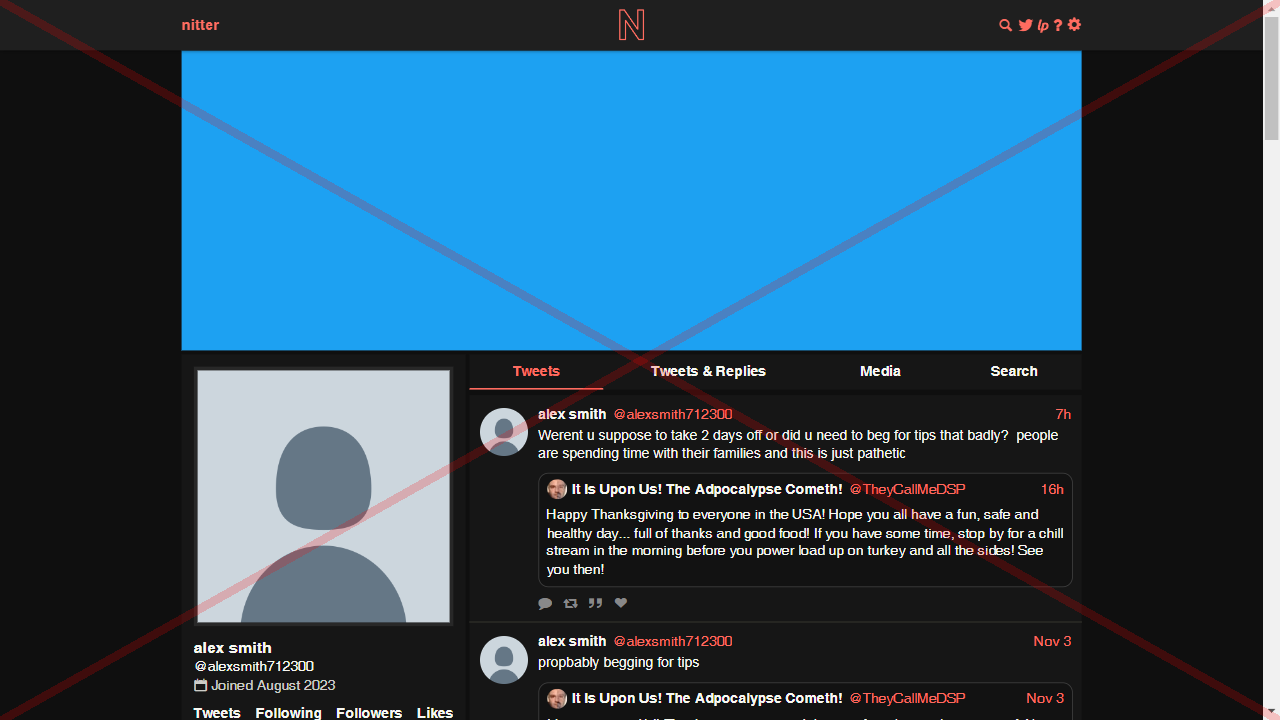 nitter
N
lp ?
Tweets
Tweets & Replies
Media
Search
alex smith @alexsmith712300 7h
Werent u suppose to take 2 days off or did u need to beg for tips that badly? people
are spending time with their families and this is just pathetic
It Is Upon Us! The Adpocalypse Cometh! @TheyCallMeDSP 16h
Happy Thanksgiving to everyone in the USA! Hope you all have a fun, safe and
healthy day... full of thanks and good food! If you have some time, stop by for a chill
stream in the morning before you power load up on turkey and all the sides! See
you then!
alex smith @alexsmith712300 Nov 3
propbably begging for tips
It Is Upon Us! The Adpocalypse Cometh! @TheyCallMeDSP Nov 3
alex smith
@alexsmith712300
Joined August 2023
Tweets Following Followers Likes